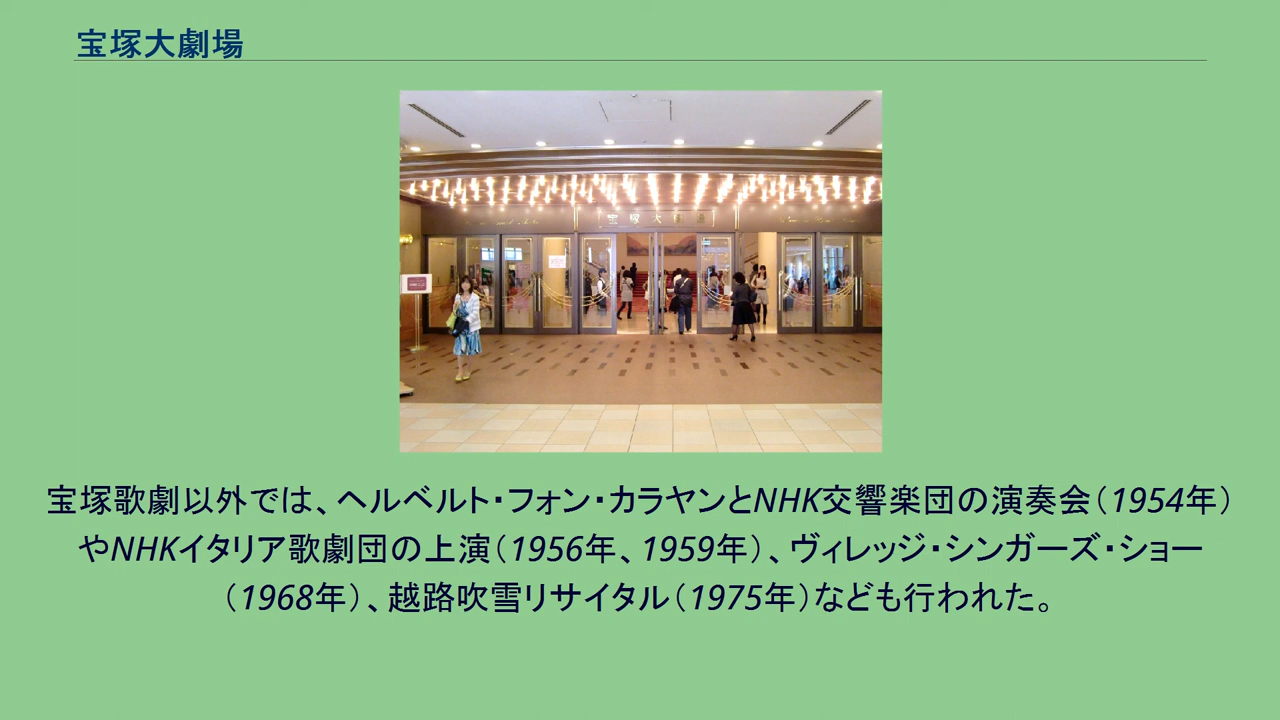 宝塚大劇場
宝塚大劇場
宝塚歌劇以外では、ヘルベルト・フォン・カラヤンとNHK交響楽団の演奏会（1954年）
やNHKイタリア歌劇団の上演（1956年、1959年）、ヴィレッジ・シンガーズ・ショー
（1968年）、越路吹雪リサイタル（1975年）なども行われた。